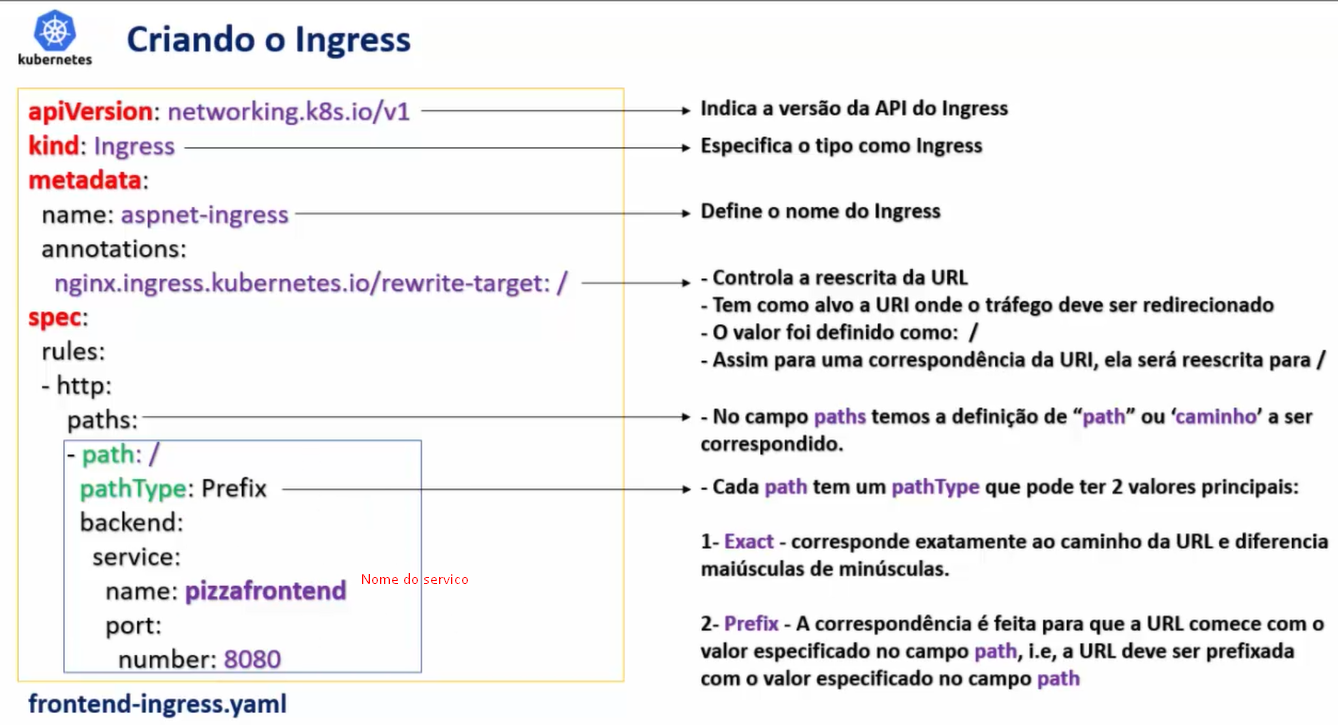 kubernetes
Criando o Ingress
apiVersion: networking.k8s.io/v1
Indica a versão da API do Ingress
kind: Ingress
Especifica o tipo como Ingress
metadata:
name: aspnet-ingress
Define o nome do Ingress
annotations:
nginx.ingress.kubernetes.io/rewrite-target: /
- Controla a reescrita da URL
- Tem como alvo a URI onde o tráfego deve ser redirecionado
- O valor foi definido como: /
- Assim para uma correspondência da URI, ela será reescrita para /
spec:
rules:
- http:
paths:
- No campo paths temos a definição de “path” ou ‘caminho’ a ser
correspondido.
- path: /
pathType: Prefix
- Cada path tem um pathType que pode ter 2 valores principais:
1- Exact - corresponde exatamente ao caminho da URL e diferencia
maiúsculas de minúsculas.
2- Prefix - A correspondência é feita para que a URL comece com o
valor especificado no campo path, i.e, a URL deve ser prefixada
com o valor especificado no campo path
backend:
service:
name: pizzafrontend
Nome do servico
port:
number: 8080
frontend-ingress.yaml